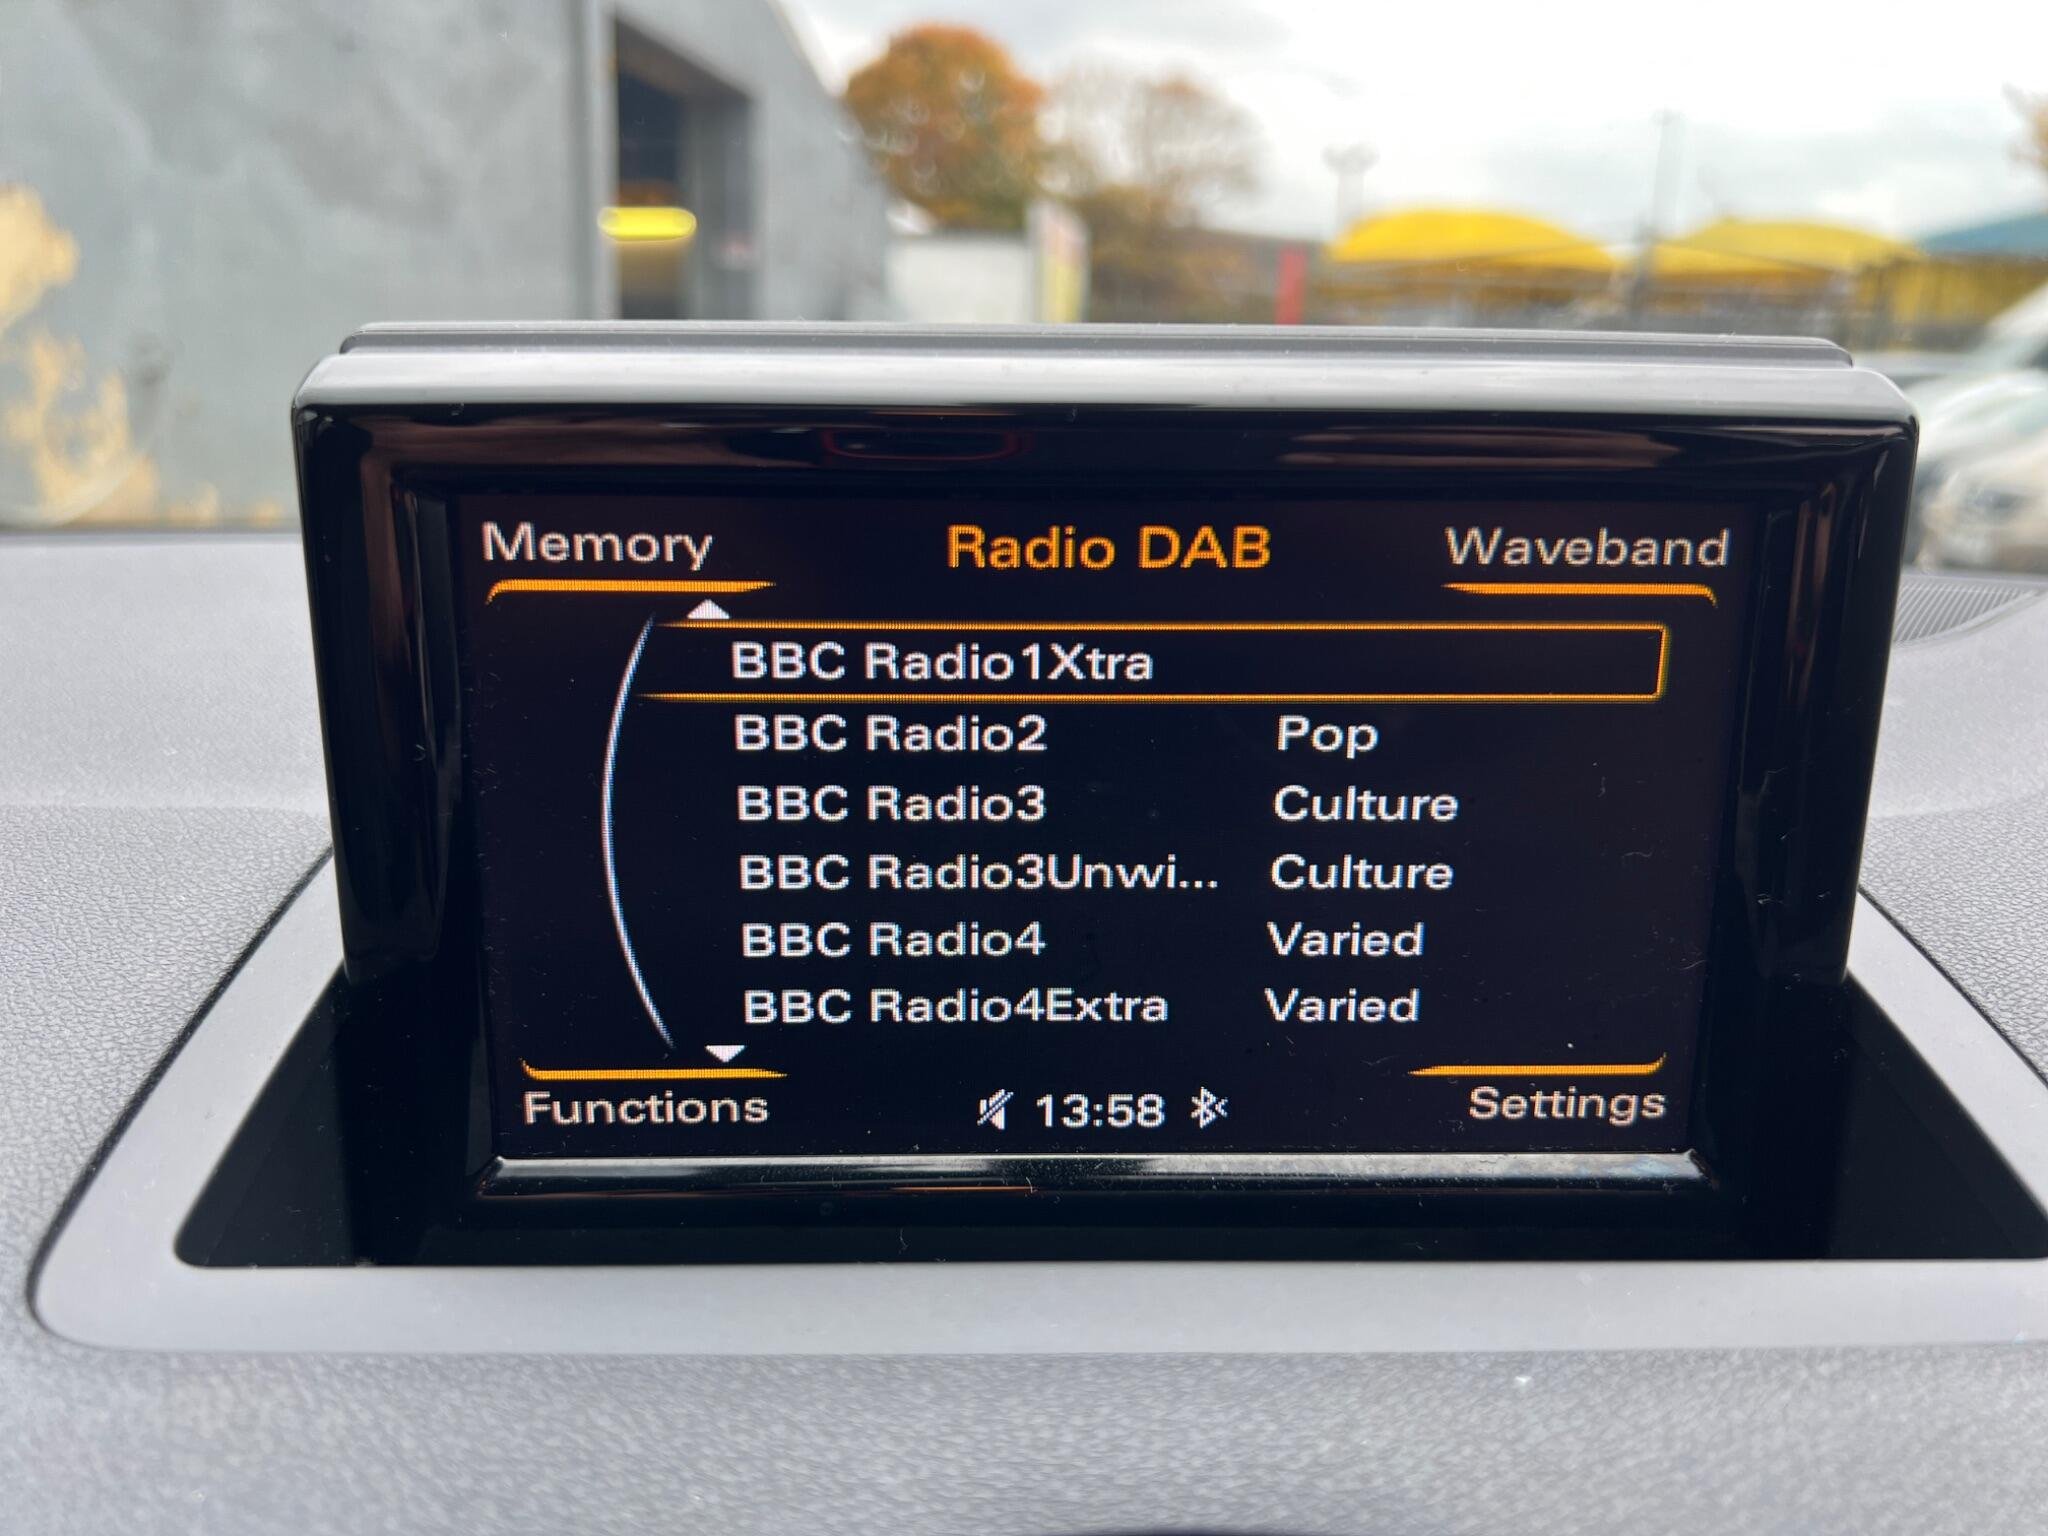 Memory Radio DAB Waveband
BBC Radio1Xtra
BBC Radio2 Pop
BBC Radio3 Culture
BBC Radio3Unwi... Culture
BBC Radio4 Varied
BBC Radio4Extra Varied
Functions 13:58 Settings